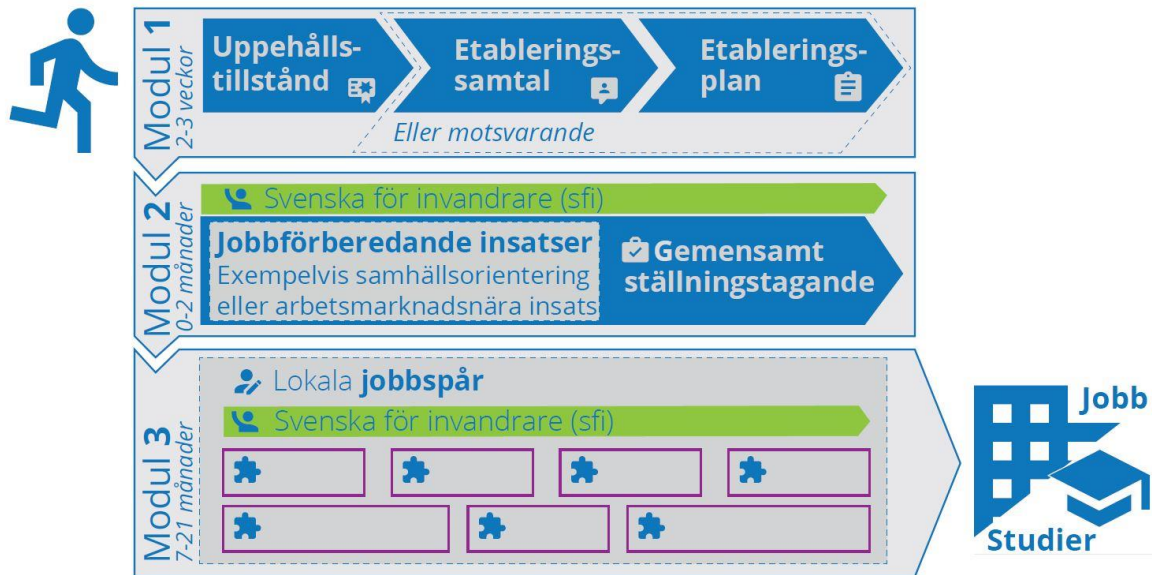 Modul 1
2-3 veckor
Uppehålls-
tillstånd
Etablerings-
samtal
Etablerings-
plan
Eller motsvarande
Modul 2
0-2 månader
Svenska för invandrare (sfi)
Jobbförberedande insatser
Exempelvis samhällsorientering
eller arbetsmarknadsnära insats
Gemensamt
ställningstagande
Modul 3
7-21 månader
Lokala jobbspår
Svenska för invandrare (sfi)
Jobb
Studier